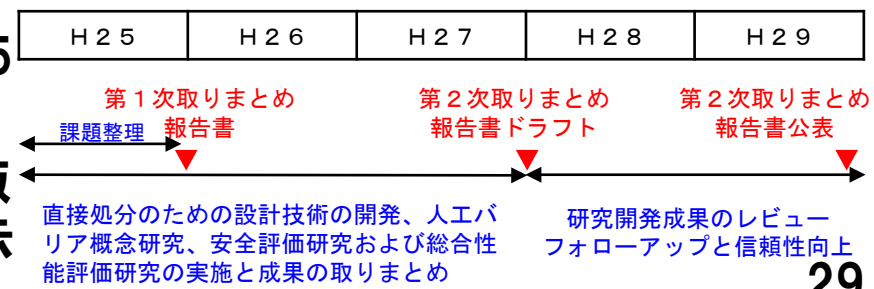 H25 H26 H27 H28 H29
5
第1次取りまとめ 第2次取りまとめ 第2次取りまとめ
課題整理 報告書 報告書ドラフト 報告書公表
直接処分のための設計技術の開発、人工バ
リア概念研究、安全評価研究および総合性
能評価研究の実施と成果の取りまとめ
研究開発成果のレビュー
フォローアップと信頼性向上
29